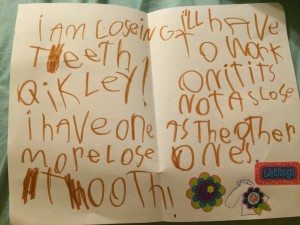 i AM LOSEiNG
TEETH
QiKLEY!
i HAVE ONE
MORE LOSE
TOOTH!
i'LL HAVE
TO WORK
ON IT ITS
NOT AS LOSE
AS THE OTHER
ONES.